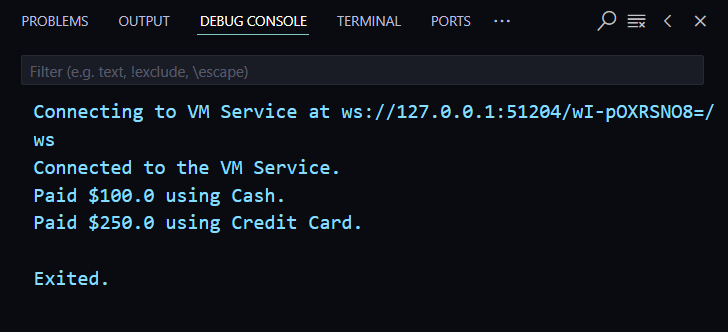 PROBLEMS OUTPUT DEBUG CONSOLE TERMINAL PORTS ···
Filter (e.g. text, !exclude, \escape)
Connecting to VM Service at ws://127.0.0.1:51204/wI-pOXRSNO8=/
ws
Connected to the VM Service.
Paid $100.0 using Cash.
Paid $250.0 using Credit Card.
Exited.